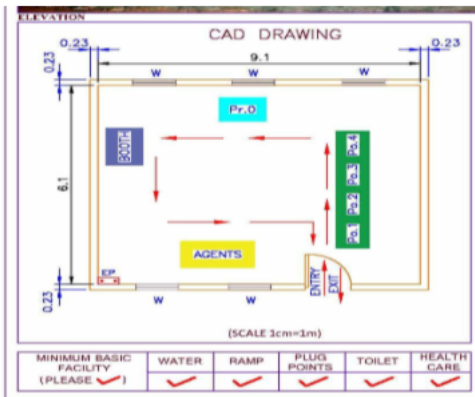 ELEVATION
CAD DRAWING
0.23
9.1
0.23
0.23
W
W
W
Pr.O
BOOTH
Po.4
Po.3
Po.2
Po.1
6.1
AGENTS
EP
ENTRY
EXIT
0.23
W
W
(SCALE 1cm=1m)
MINIMUM BASIC FACILITY (PLEASE ✓)
WATER
RAMP
PLUG POINTS
TOILET
HEALTH CARE